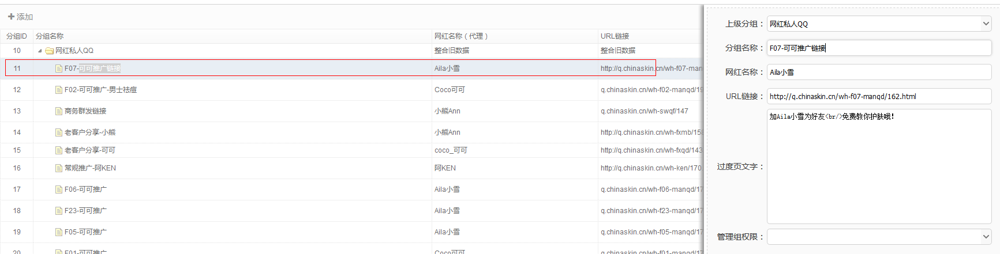 添加
分组ID 分组名称 网红名称（代理） URL链接
10 网红私人QQ 整合旧数据 整合旧数据
11 F07-可可推广链接 Aila小雪 http://q.chinaskin.cn/wh-f07-man
12 F02-可可推广-男士祛痘 Coco可可 q.chinaskin.cn/wh-f02-manqd/19
13 商务群发链接 小熊Ann q.chinaskin.cn/wh-swqf/147
14 老客户分享-小熊 小熊Ann http://q.chinaskin.cn/wh-fxmb/15
15 老客户分享-可可 coco_可可 http://q.chinaskin.cn/wh-fxqd/143
16 常规推广-阿KEN 阿KEN http://q.chinaskin.cn/wh-ken/170
17 F06-可可推广 Aila小雪 q.chinaskin.cn/wh-f06-manqd/17
18 F23-可可推广 Aila小雪 q.chinaskin.cn/wh-f23-manqd/17
19 F05-可可推广 Aila小雪 q.chinaskin.cn/wh-f05-manqd/17
20 F01-可可推广 Coco可可 q.chinaskin.cn/wh-f01-manqd/
上级分组： 网红私人QQ
分组名称： F07-可可推广链接
网红名称： Aila小雪
URL链接： http://q.chinaskin.cn/wh-f07-manqd/162.html
过度页文字： 加Aila小雪为好友<br/>免费教你护肤哦!
管理组权限：